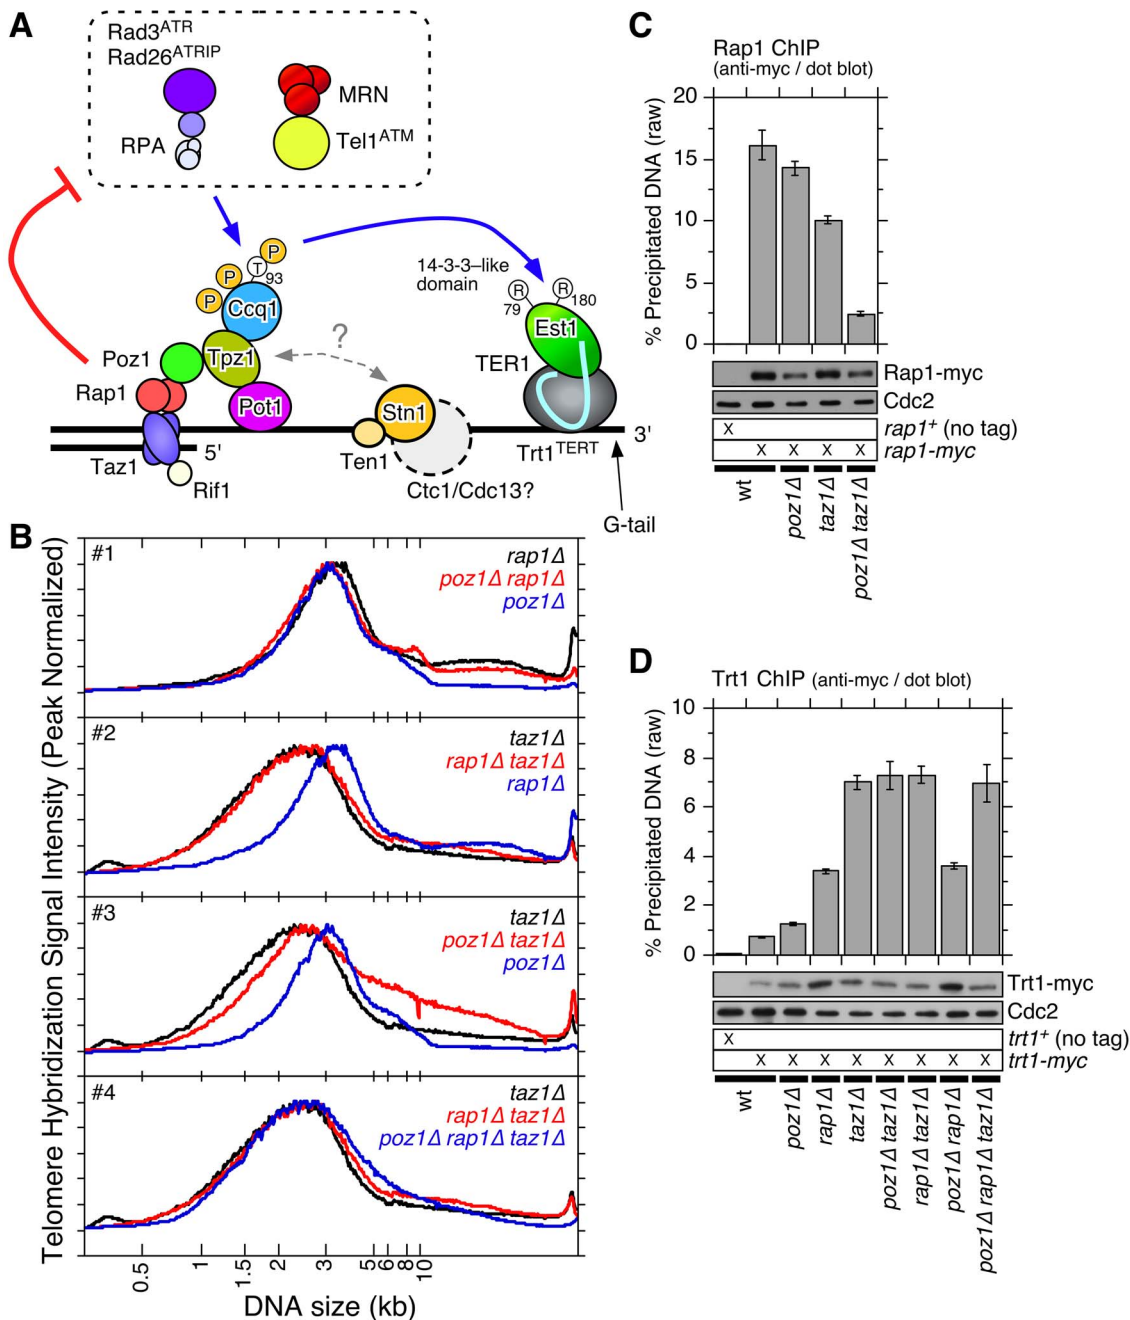 A
Rad3ATR
Rad26ATRIP
RPA
MRN
Tel1ATM
P
P
P
T
93
Ccq1
Poz1
Tpz1
Rap1
Pot1
Taz1
5'
Rif1
?
Stn1
Ten1
Ctc1/Cdc13?
14-3-3–like
domain
R
79
R
180
Est1
TER1
Trt1TERT
3'
G-tail
B
Telomere Hybridization Signal Intensity (Peak Normalized)
#1
rap1Δ
poz1Δ rap1Δ
poz1Δ
#2
taz1Δ
rap1Δ taz1Δ
rap1Δ
#3
taz1Δ
poz1Δ taz1Δ
poz1Δ
#4
taz1Δ
rap1Δ taz1Δ
poz1Δ rap1Δ taz1Δ
0.5 1 1.5 2 3 5 6 8 10
DNA size (kb)
C
Rap1 ChIP
(anti-myc / dot blot)
% Precipitated DNA (raw)
20
15
10
5
0
Rap1-myc
Cdc2
X rap1+ (no tag)
X X X X rap1-myc
wt poz1Δ taz1Δ poz1Δ taz1Δ
D
Trt1 ChIP (anti-myc / dot blot)
% Precipitated DNA (raw)
10
8
6
4
2
0
Trt1-myc
Cdc2
X trt1+ (no tag)
X X X X X X X X trt1-myc
wt poz1Δ rap1Δ taz1Δ poz1Δ taz1Δ rap1Δ taz1Δ poz1Δ rap1Δ poz1Δ rap1Δ taz1Δ